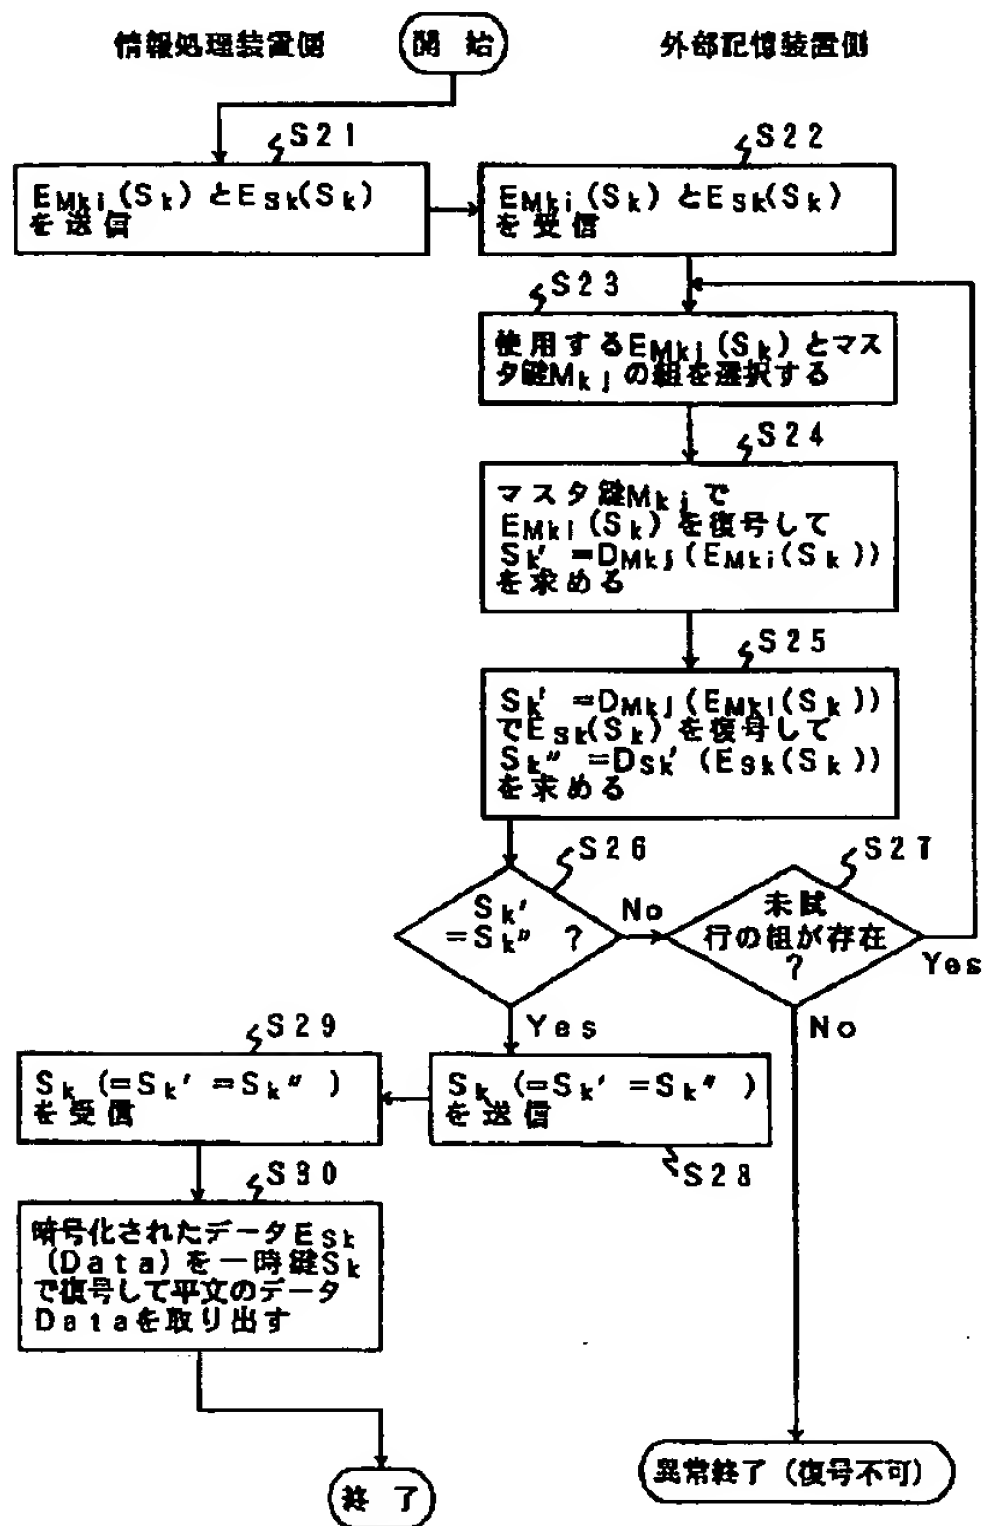 情報処理装置側
開 始
外部記憶装置側
S21
EMki(Sk)とESk(Sk)
を送信
S22
EMki(Sk)とESk(Sk)
を受信
S23
使用するEMki(Sk)とマス
タ鍵Mkjの組を選択する
S24
マスタ鍵Mkjで
EMki(Sk)を復号して
Sk′=DMkj(EMki(Sk))
を求める
S25
Sk′=DMkj(EMki(Sk))
でESk(Sk)を復号して
Sk″=DSk′(ESk(Sk))
を求める
S26
Sk′
=Sk″ ?
No
Yes
S27
未試
行の組が存在
?
Yes
No
S28
Sk(=Sk′=Sk″)
を送信
S29
Sk(=Sk′=Sk″)
を受信
S30
暗号化されたデータESk
(Data)を一時鍵Sk
で復号して平文のデータ
Dataを取り出す
終 了
異常終了(復号不可)